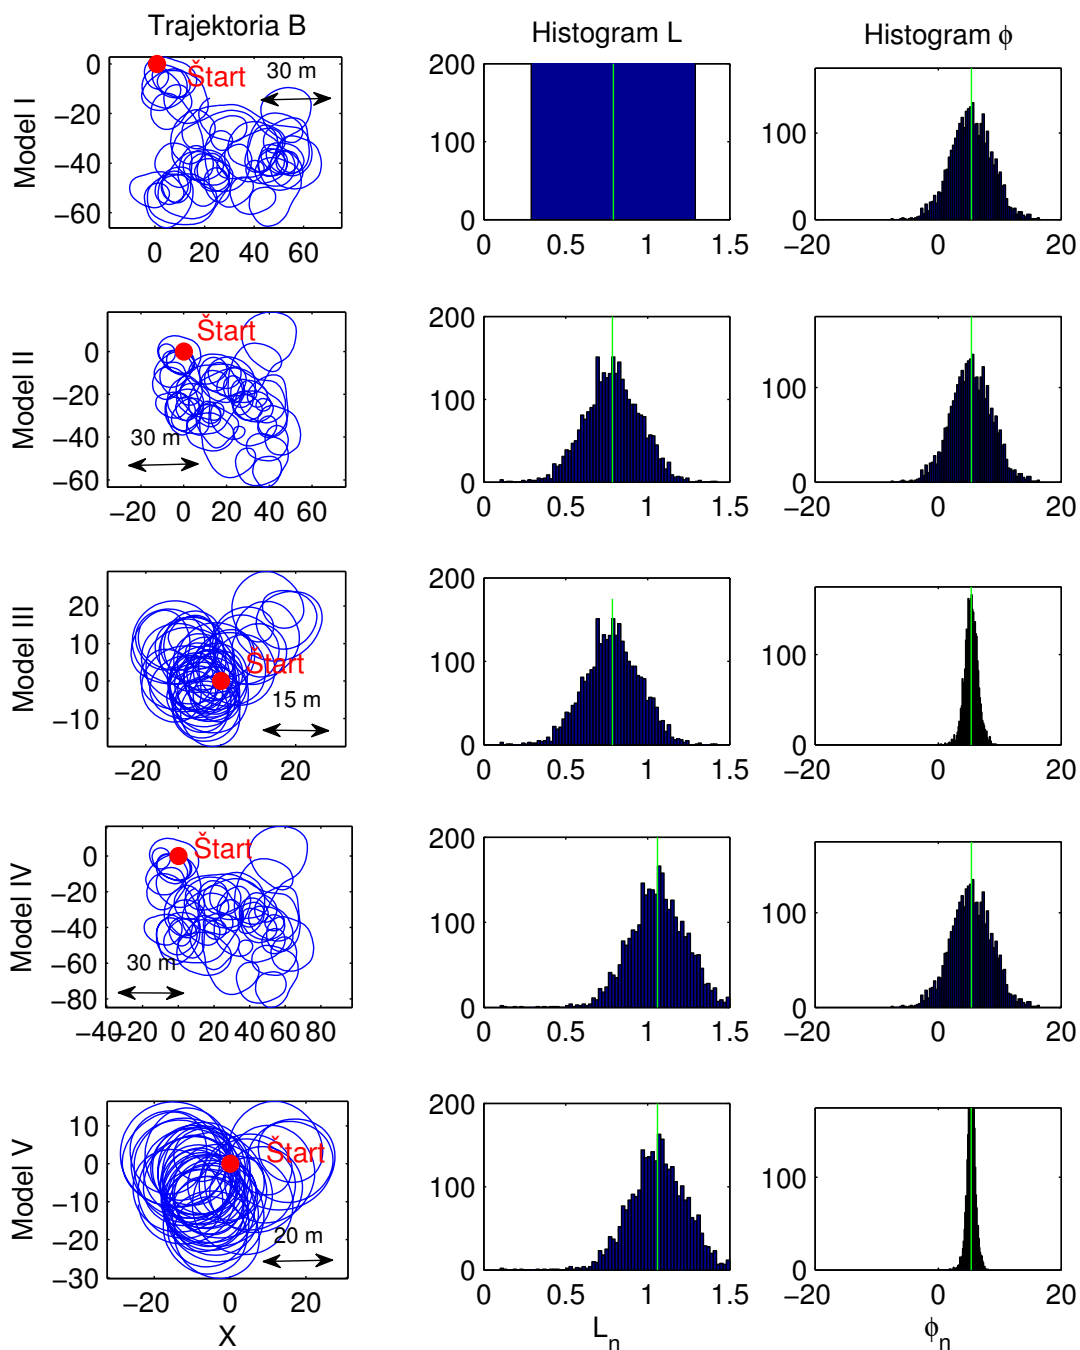 Trajektoria B
Histogram L
Histogram ϕ
Model I
0
−20
−40
−60
Štart
30 m
0 20 40 60
200
100
0
0 0.5 1 1.5
100
0
−20 0 20
Model II
0
−20
−40
−60
Štart
30 m
−20 0 20 40 60
200
100
0
0 0.5 1 1.5
100
0
−20 0 20
Model III
20
10
0
−10
Štart
15 m
−20 0 20
200
100
0
0 0.5 1 1.5
100
0
−20 0 20
Model IV
0
−20
−40
−60
−80
Štart
30 m
−40 −20 0 20 40 60 80
200
100
0
0 0.5 1 1.5
100
0
−20 0 20
Model V
10
0
−10
−20
−30
Štart
20 m
−20 0 20
X
200
100
0
0 0.5 1 1.5
L_n
100
0
−20 0 20
ϕ_n